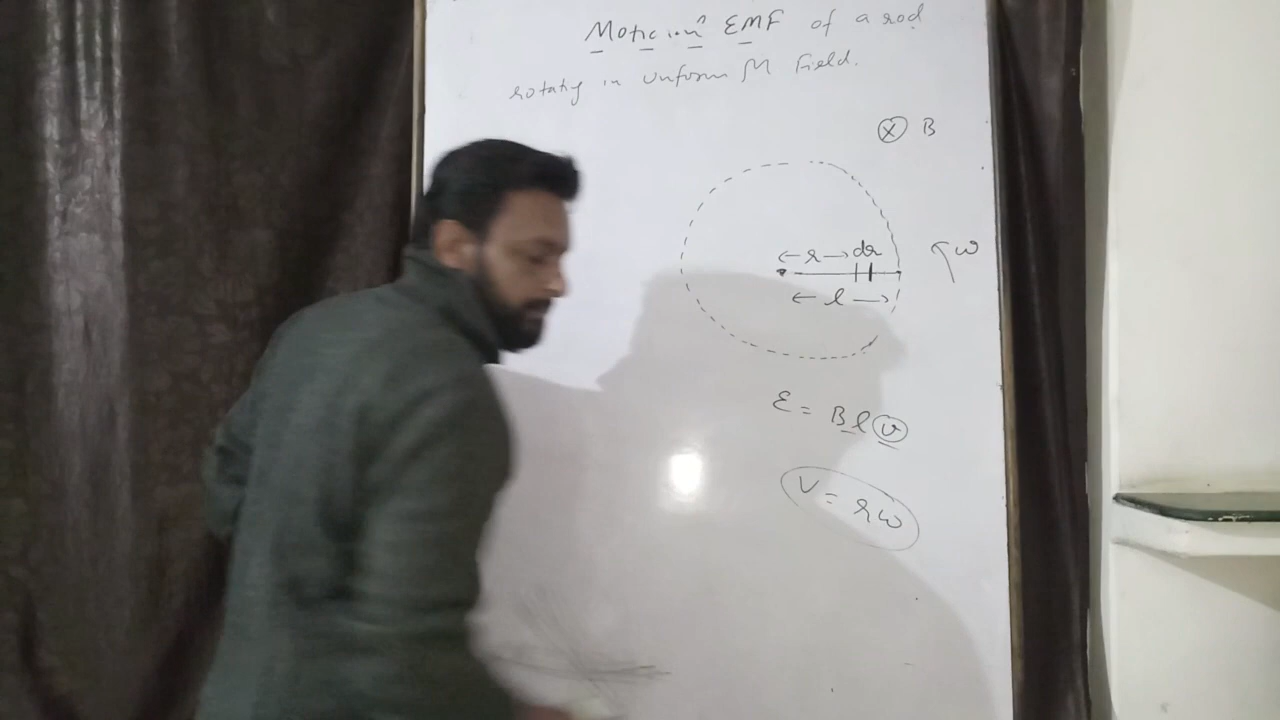 Motional EMF of a rod
rotating in uniform M Field.
ⓧ B
← r → dr
ω
← l →
ε = Blv
V = rω